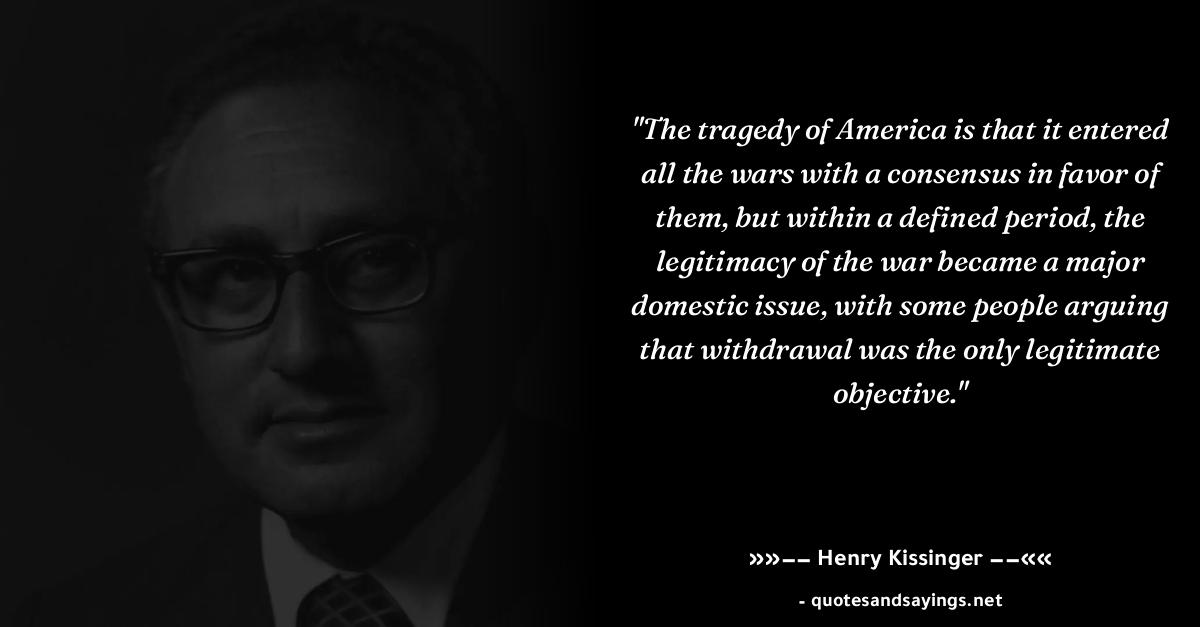 "The tragedy of America is that it entered
all the wars with a consensus in favor of
them, but within a defined period, the
legitimacy of the war became a major
domestic issue, with some people arguing
that withdrawal was the only legitimate
objective."
»»–– Henry Kissinger ––««
- quotesandsayings.net